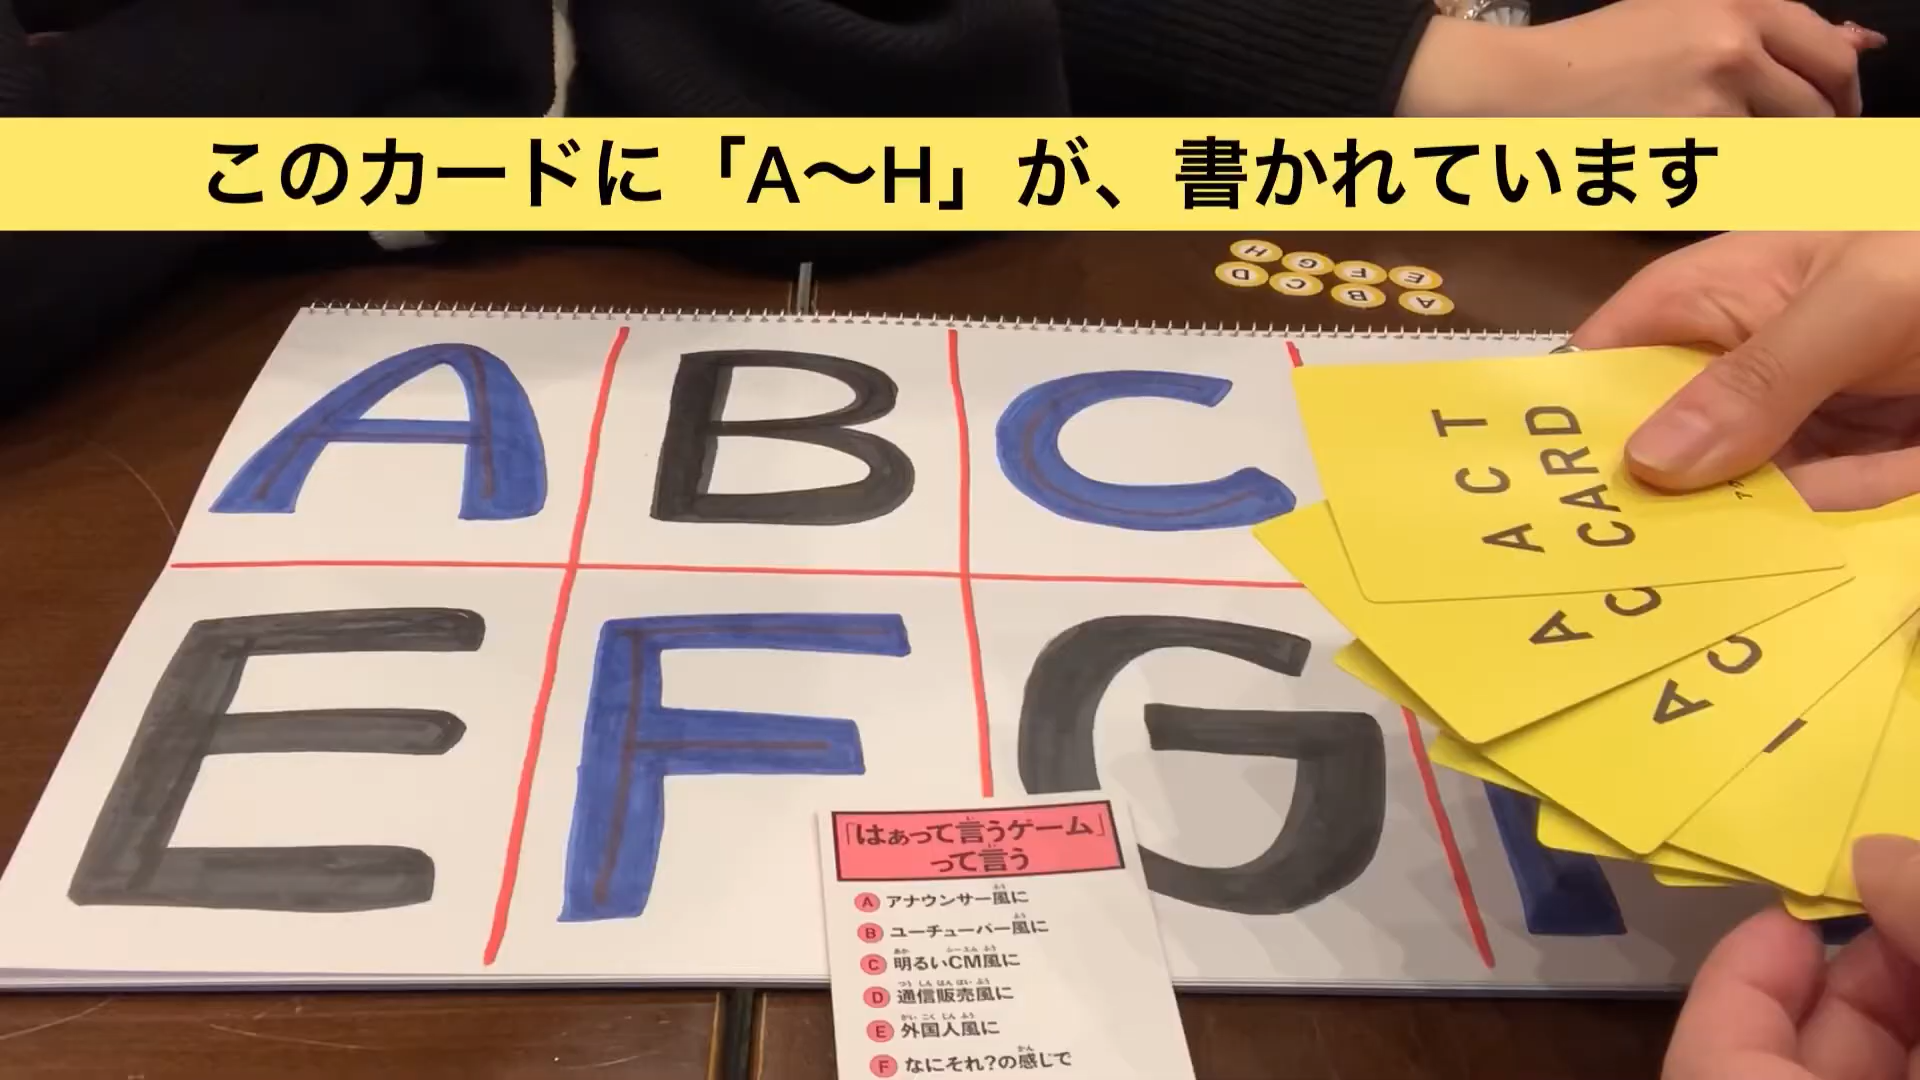 このカードに「A〜H」が、書かれています
H G F E
D C B A
A B C
E F G
ACT
CARD
AC
AC
「はぁって言うゲーム」
って言う
A アナウンサー風に
B ユーチューバー風に
C 明るいCM風に
D 通信販売風に
E 外国人風に
F なにそれ?の感じで